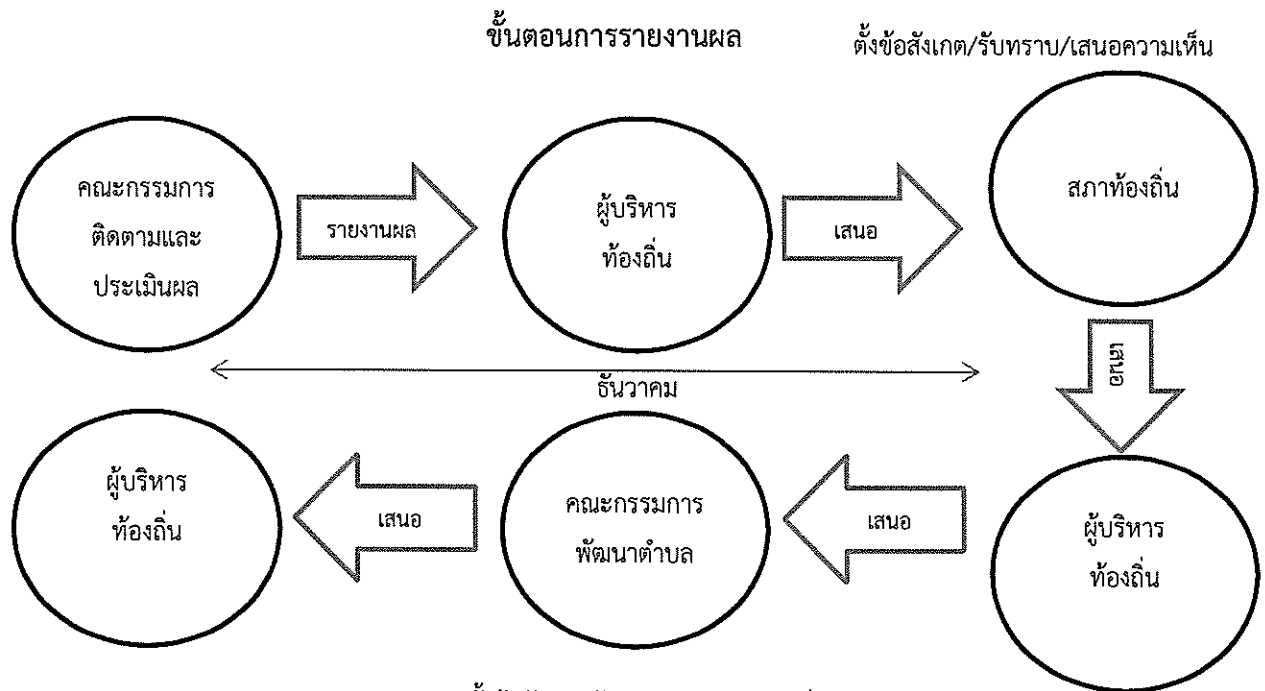 ขั้นตอนการรายงานผล
ตั้งข้อสังเกต/รับทราบ/เสนอความเห็น
คณะกรรมการ
ติดตามและ
ประเมินผล
รายงานผล
ผู้บริหาร
ท้องถิ่น
เสนอ
สภาท้องถิ่น
เสนอ
ธันวาคม
ผู้บริหาร
ท้องถิ่น
เสนอ
คณะกรรมการ
พัฒนาตำบล
เสนอ
ผู้บริหาร
ท้องถิ่น